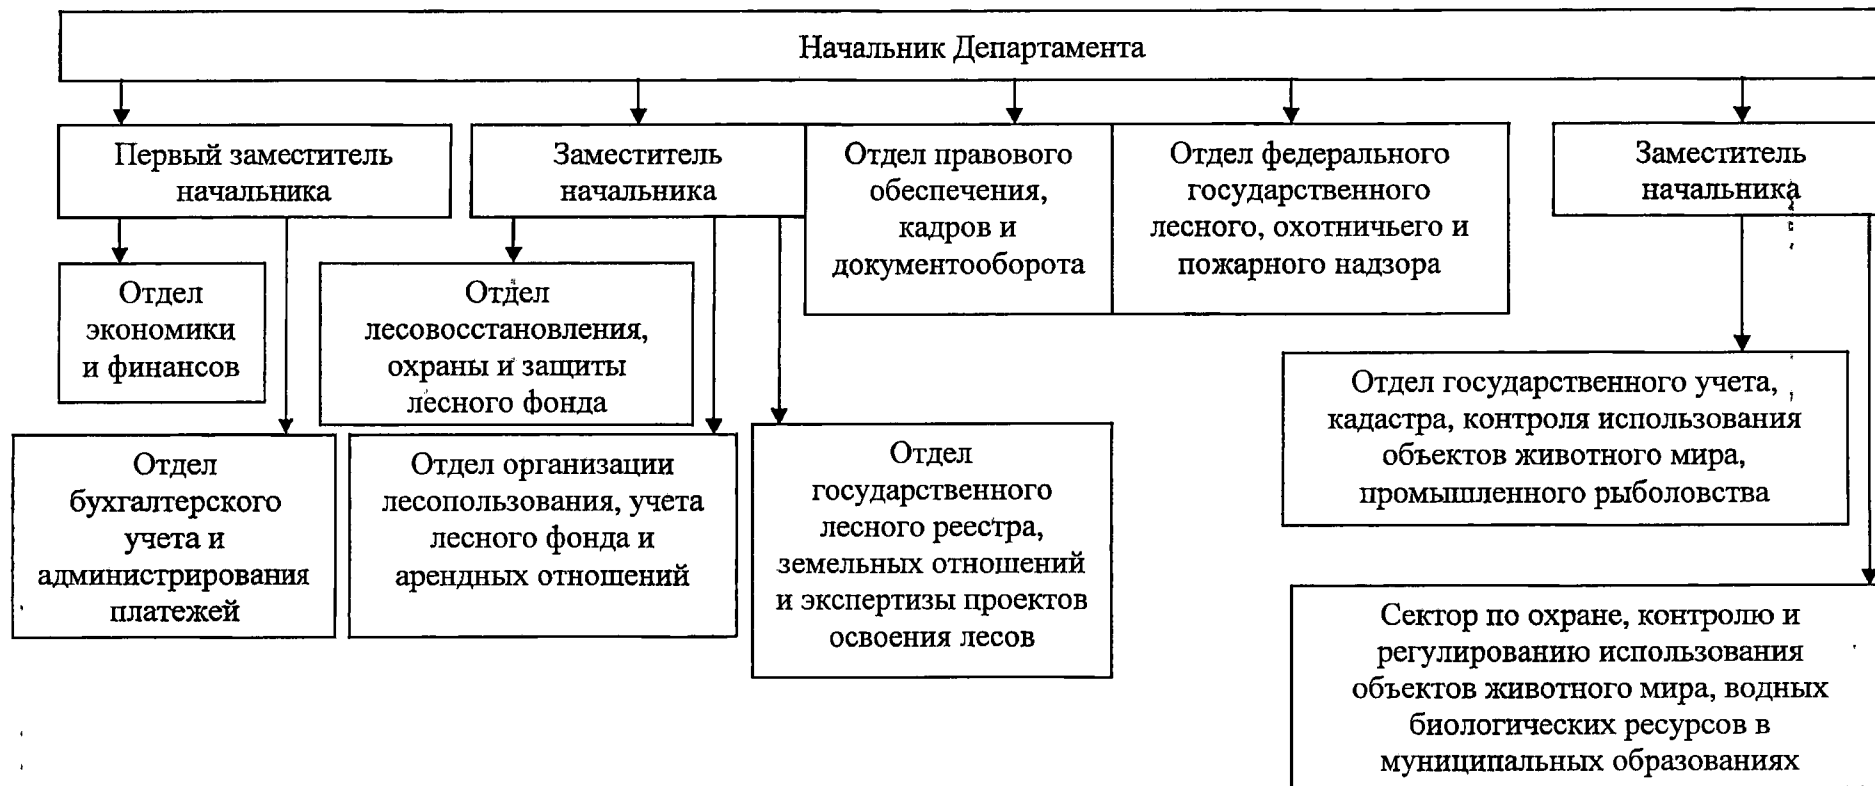 Начальник Департамента
Первый заместитель
начальника
Заместитель
начальника
Отдел правового
обеспечения,
кадров и
документооборота
Отдел федерального
государственного
лесного, охотничьего и
пожарного надзора
Заместитель
начальника
Отдел
экономики
и финансов
Отдел
лесовосстановления,
охраны и защиты
лесного фонда
Отдел государственного учета,
кадастра, контроля использования
объектов животного мира,
промышленного рыболовства
Отдел
бухгалтерского
учета и
администрирования
платежей
Отдел организации
лесопользования, учета
лесного фонда и
арендных отношений
Отдел
государственного
лесного реестра,
земельных отношений
и экспертизы проектов
освоения лесов
Сектор по охране, контролю и
регулированию использования
объектов животного мира, водных
биологических ресурсов в
муниципальных образованиях